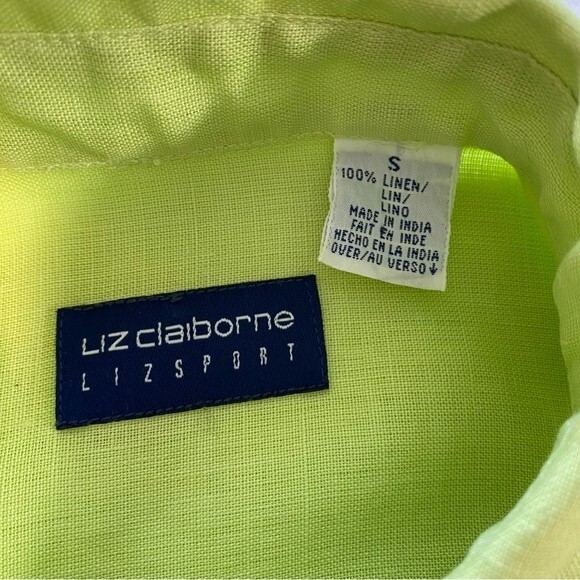 S
100% LINEN/
LIN/
LINO
MADE IN INDIA
FAIT EN INDE
HECHO EN LA INDIA
OVER/AU VERSO↓
Liz claiborne
LIZSPORT